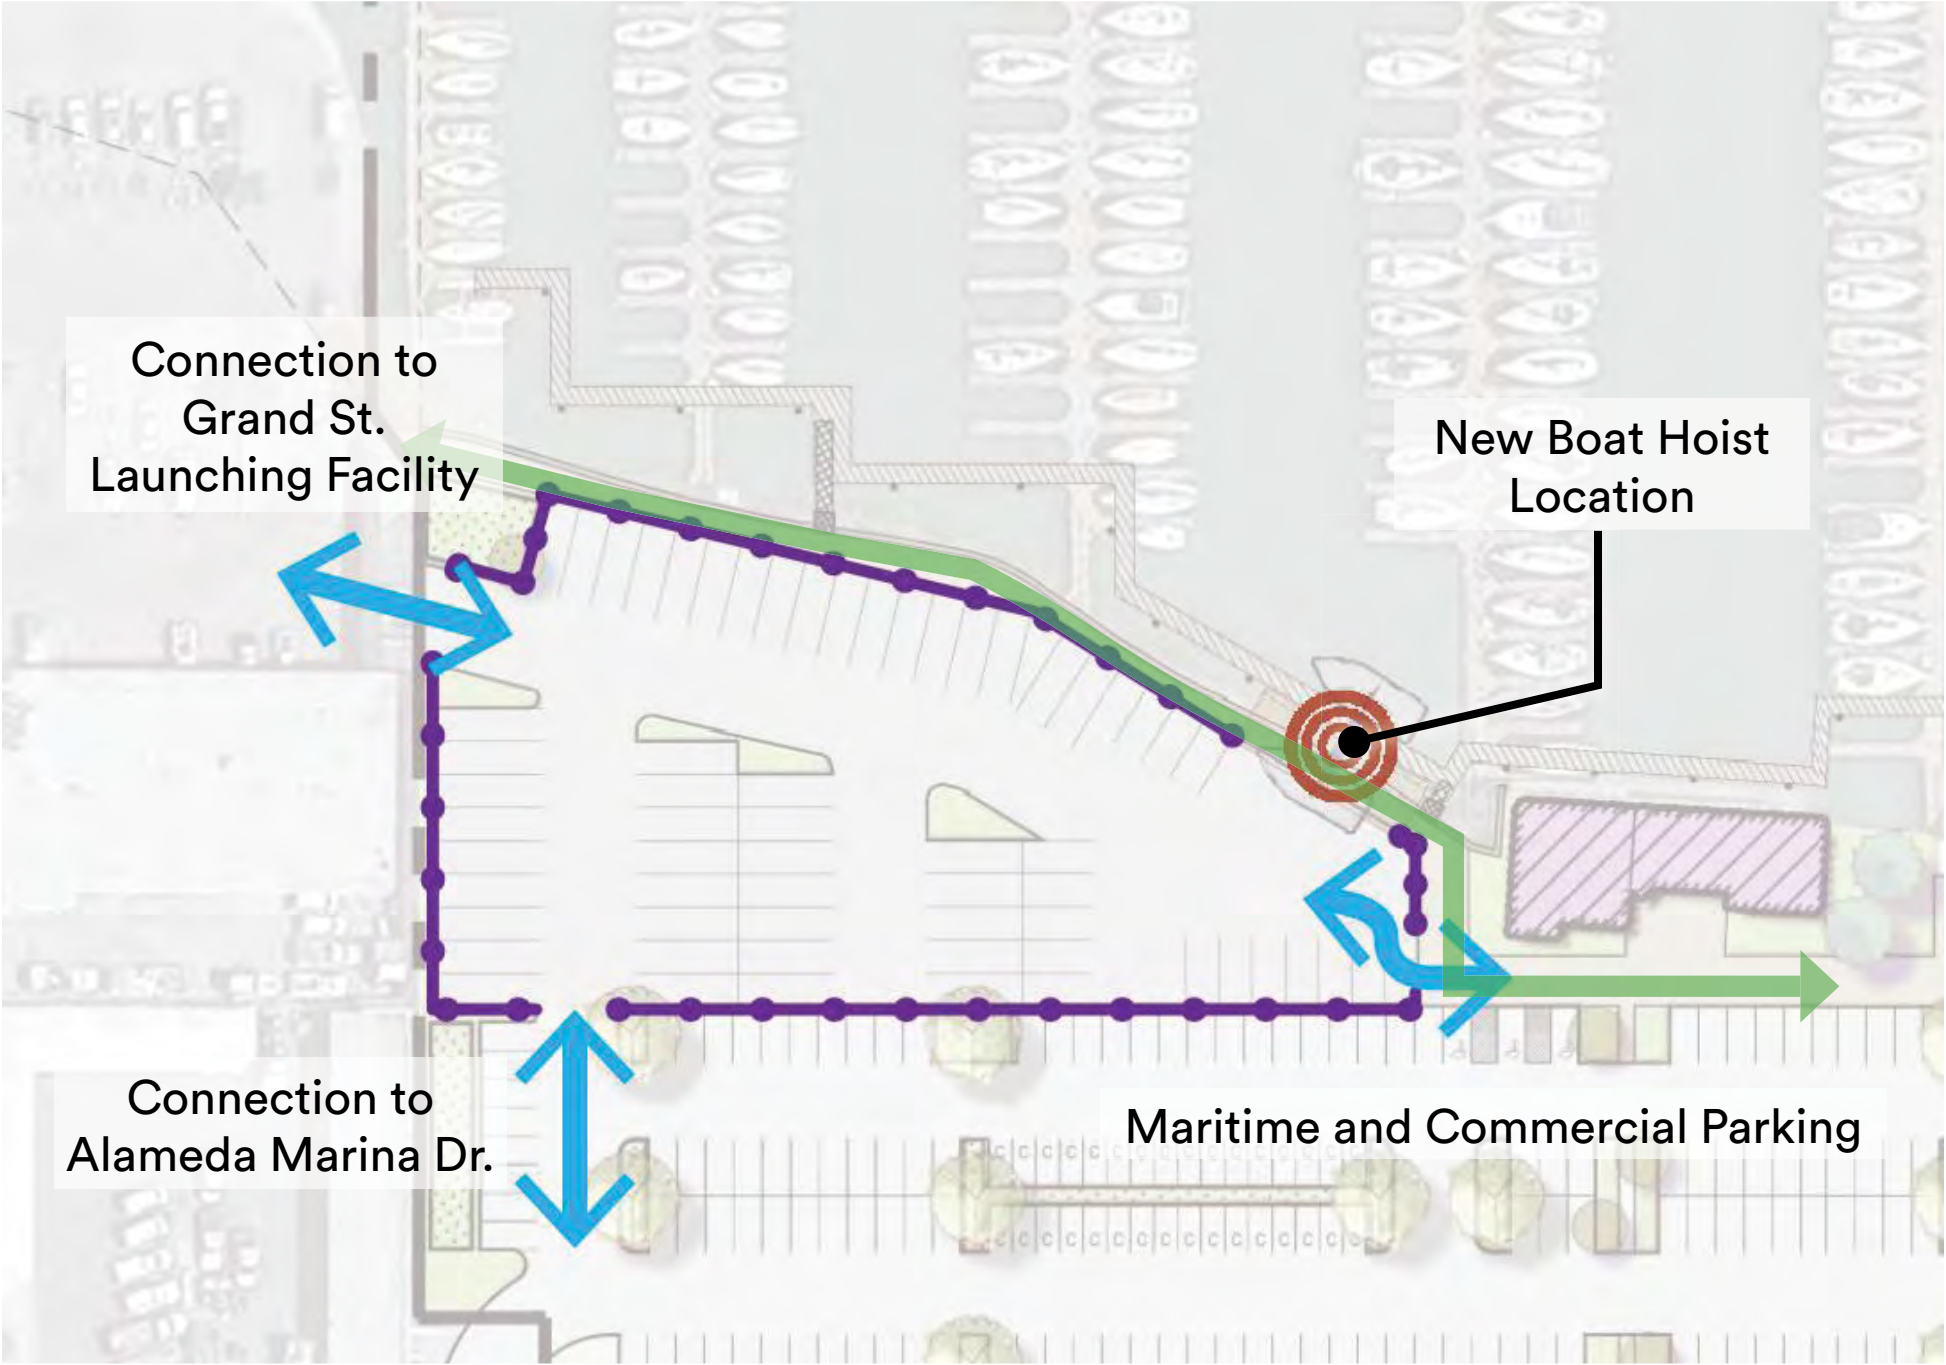 Connection to
Grand St.
Launching Facility
New Boat Hoist
Location
Connection to
Alameda Marina Dr.
Maritime and Commercial Parking
C C C C C C C C C C C C C C C C
C C C C C C C C C C C C C C C C